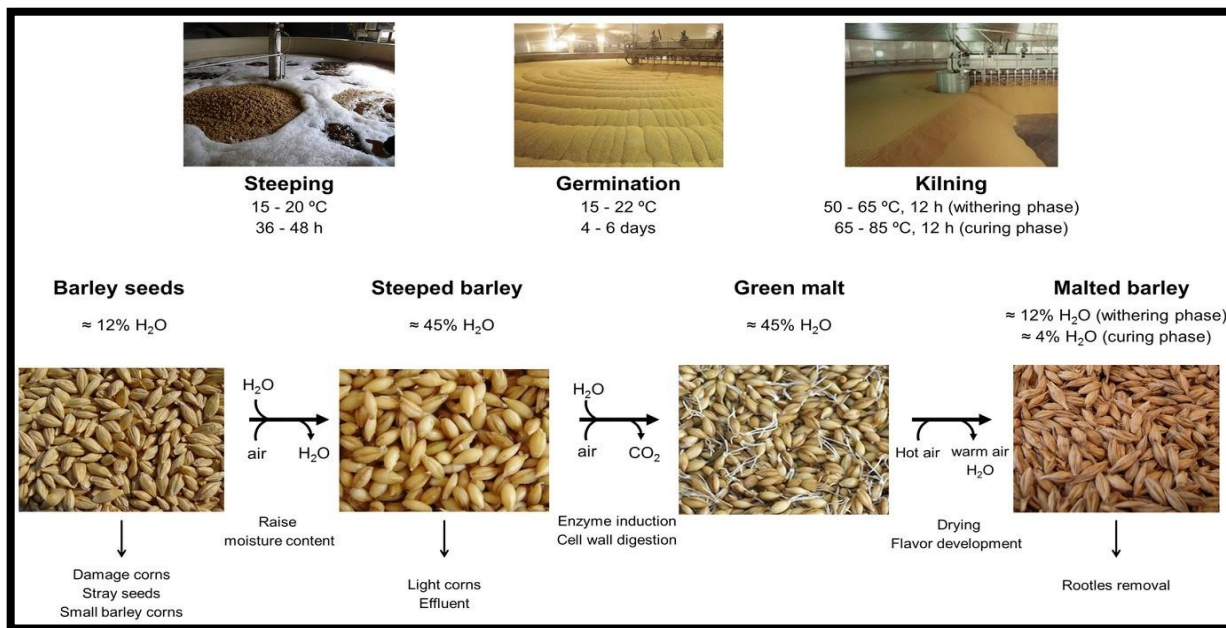 Steeping
15 - 20 ºC
36 - 48 h
Germination
15 - 22 ºC
4 - 6 days
Kilning
50 - 65 ºC, 12 h (withering phase)
65 - 85 ºC, 12 h (curing phase)
Barley seeds
≈ 12% H₂O
Steeped barley
≈ 45% H₂O
Green malt
≈ 45% H₂O
Malted barley
≈ 12% H₂O (withering phase)
≈ 4% H₂O (curing phase)
H₂O
air
H₂O
Raise
moisture content
H₂O
air
CO₂
Enzyme induction
Cell wall digestion
Hot air
warm air
H₂O
Drying
Flavor development
Damage corns
Stray seeds
Small barley corns
Light corns
Effluent
Rootles removal